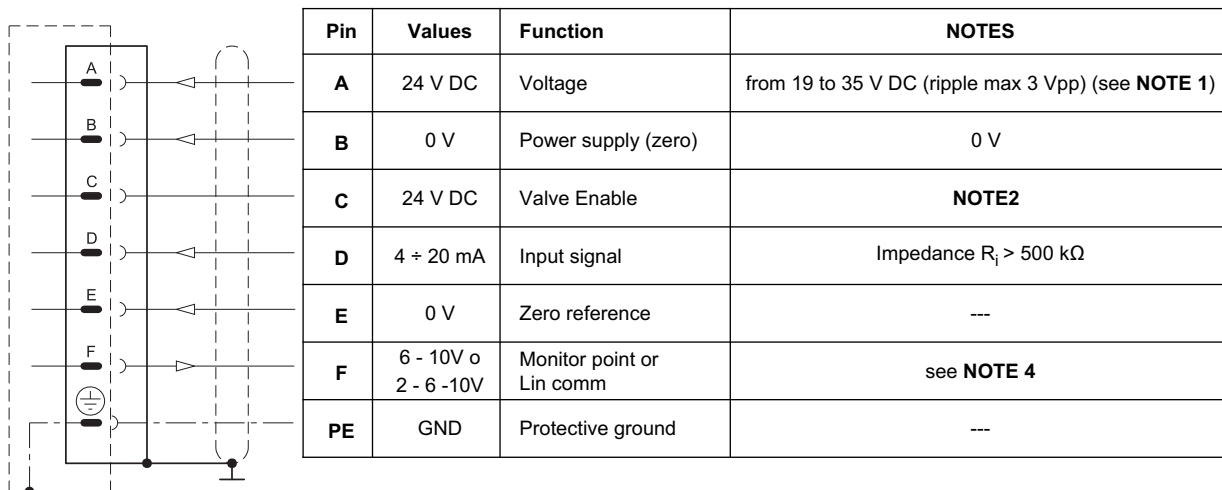 A
B
C
D
E
F
Pin Values Function NOTES
A 24 V DC Voltage from 19 to 35 V DC (ripple max 3 Vpp) (see NOTE 1)
B 0 V Power supply (zero) 0 V
C 24 V DC Valve Enable NOTE2
D 4 ÷ 20 mA Input signal Impedance Ri > 500 kΩ
E 0 V Zero reference ---
F 6 - 10V o Monitor point or see NOTE 4
2 - 6 -10V Lin comm
PE GND Protective ground ---